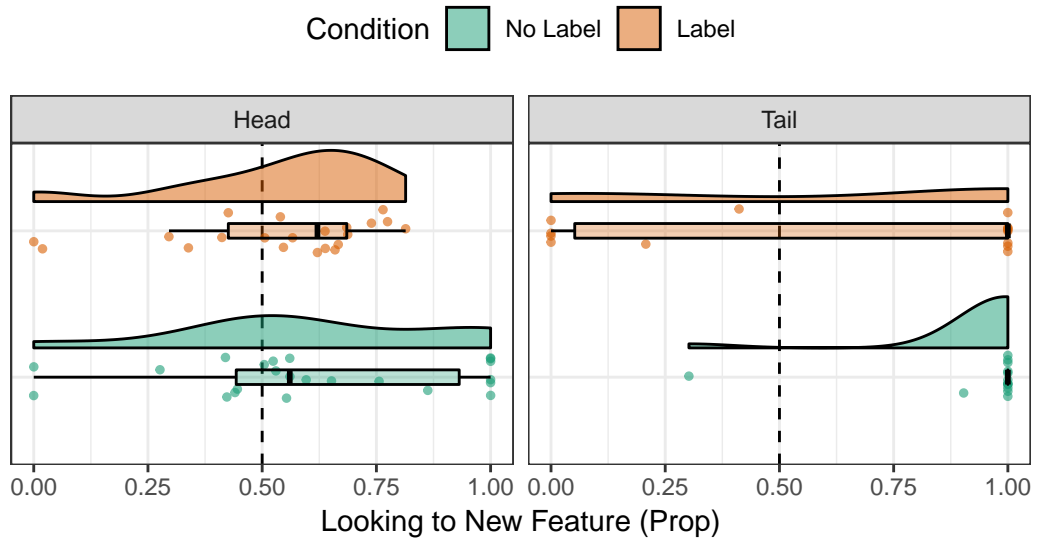 Condition No Label Label
Head Tail
0.00 0.25 0.50 0.75 1.00 0.00 0.25 0.50 0.75 1.00
Looking to New Feature (Prop)